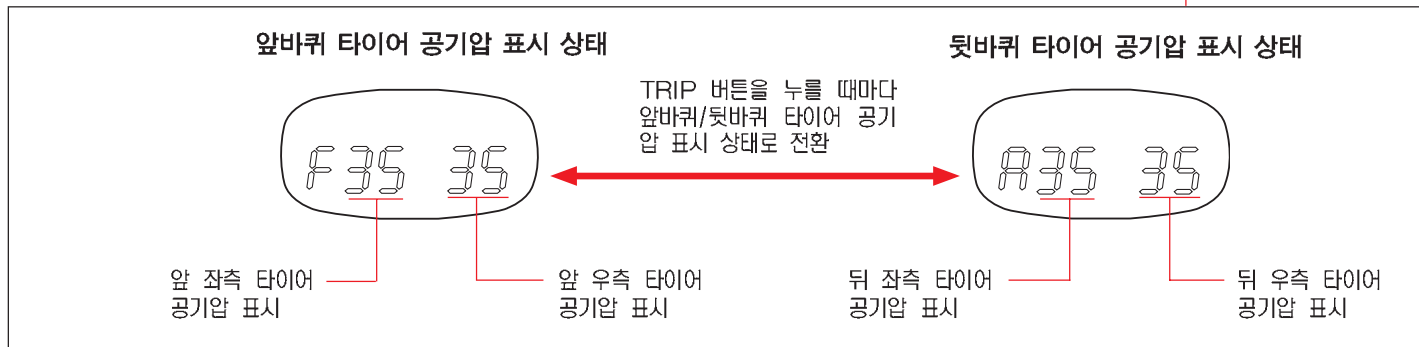 앞바퀴 타이어 공기압 표시 상태
뒷바퀴 타이어 공기압 표시 상태
TRIP 버튼을 누를 때마다
앞바퀴/뒷바퀴 타이어 공기
압 표시 상태로 전환
F35 35
A35 35
앞 좌측 타이어
공기압 표시
앞 우측 타이어
공기압 표시
뒤 좌측 타이어
공기압 표시
뒤 우측 타이어
공기압 표시